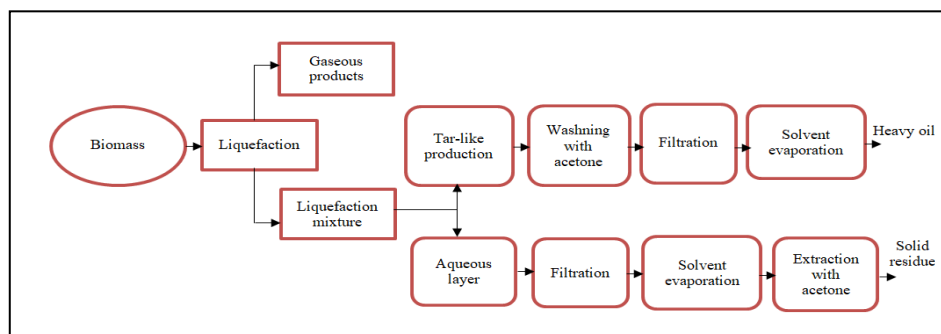 Gaseous
products
Biomass
Liquefaction
Liquefaction
mixture
Tar-like
production
Washning
with
acetone
Filtration
Solvent
evaporation
Heavy oil
Aqueous
layer
Filtration
Solvent
evaporation
Extraction
with
acetone
Solid
residue